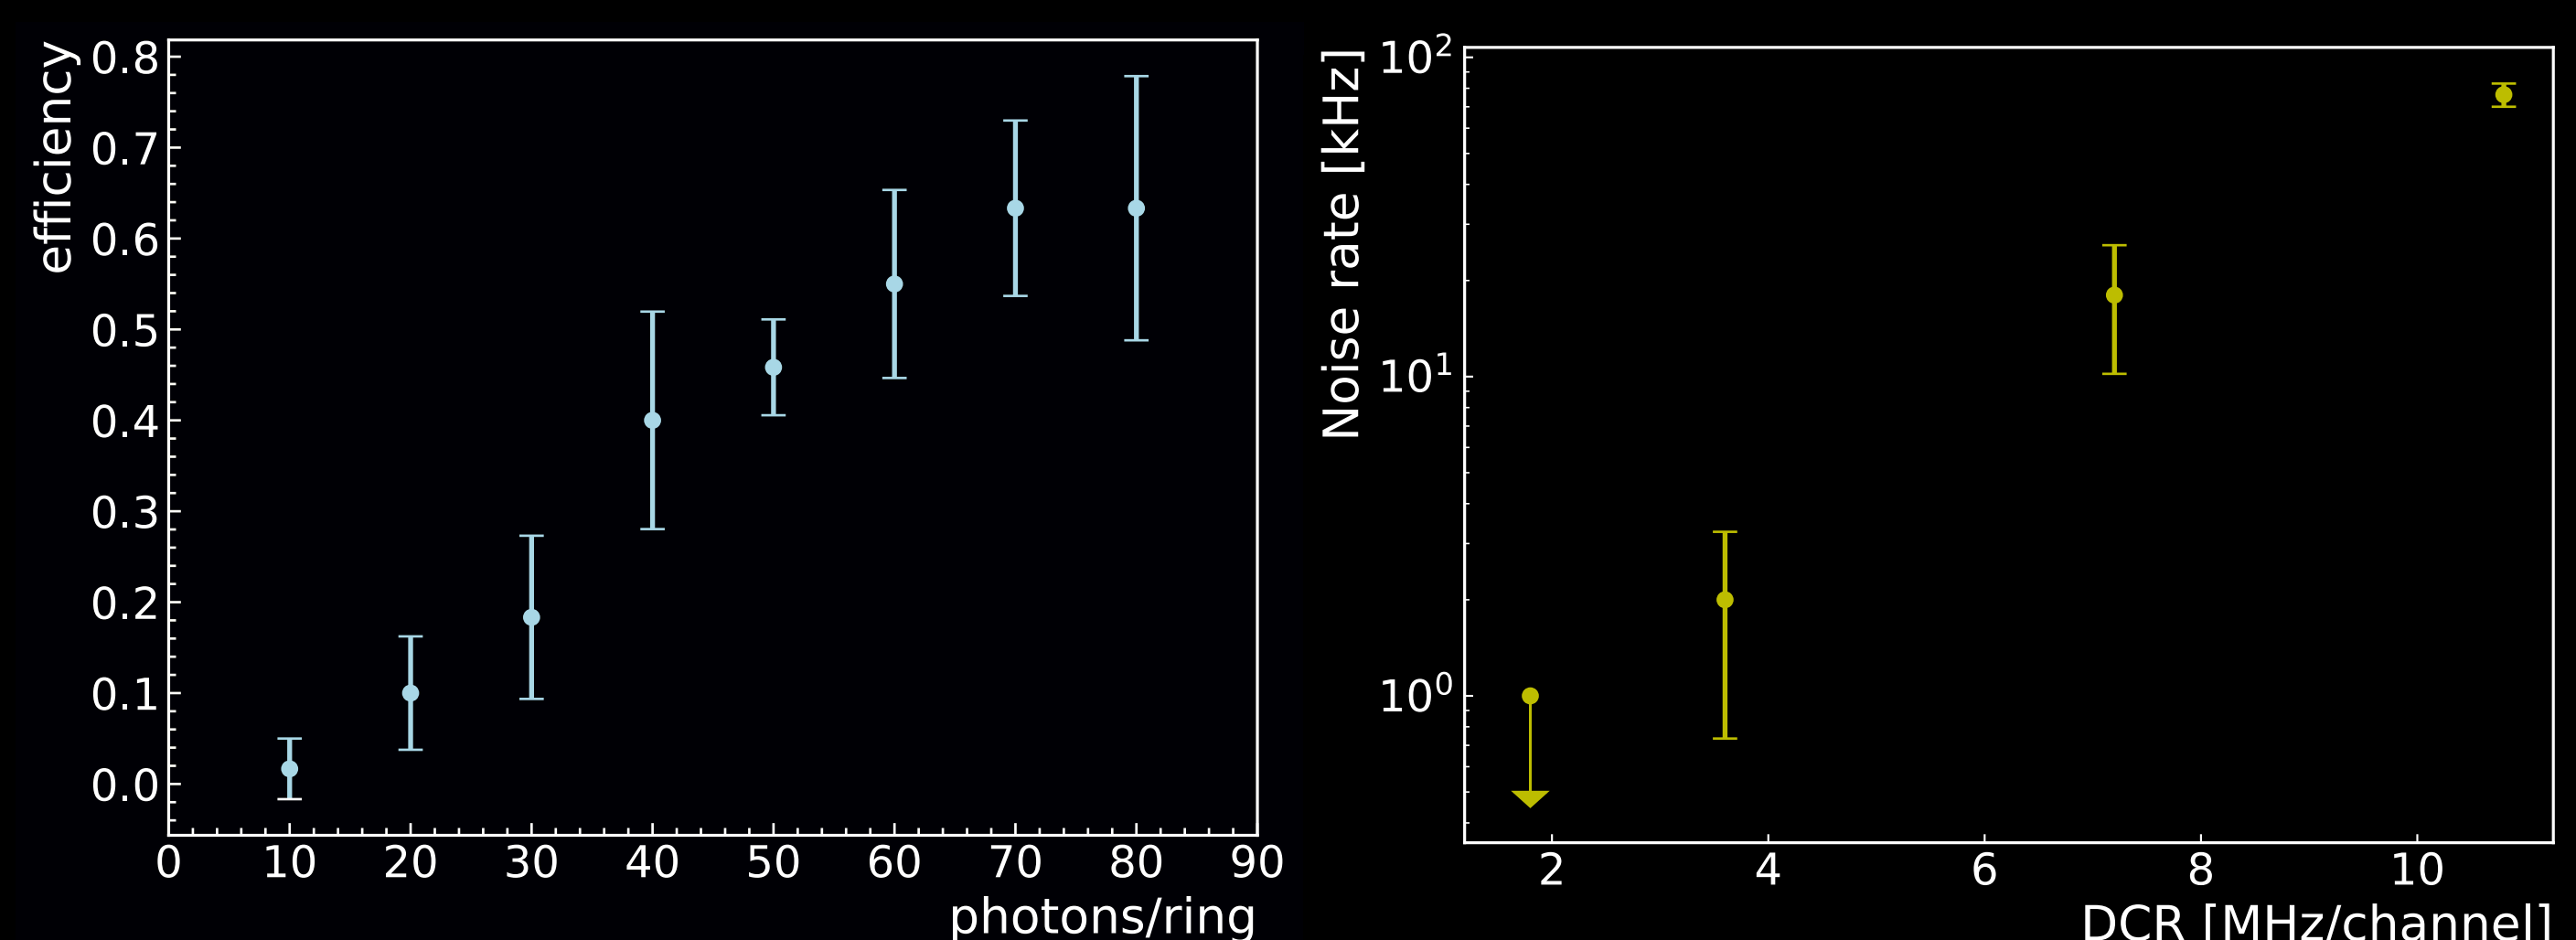 efficiency
0.8
0.7
0.6
0.5
0.4
0.3
0.2
0.1
0.0
0 10 20 30 40 50 60 70 80 90
photons/ring
Noise rate [kHz]
10²
10¹
10⁰
2 4 6 8 10
DCR [MHz/channel]